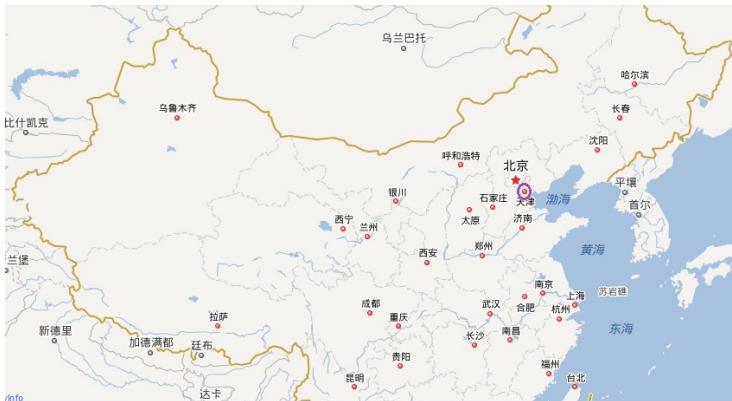 乌兰巴托
哈尔滨
乌鲁木齐
长春
比什凯克
沈阳
呼和浩特
北京
平壤
银川
石家庄
天津
渤海
首尔
太原
济南
西宁
兰州
郑州
黄海
西安
兰堡
南京
苏岩礁
上海
成都
武汉
合肥
杭州
拉萨
重庆
东海
新德里
南昌
加德满都
廷布
长沙
贵阳
福州
昆明
台北
达卡
y/info